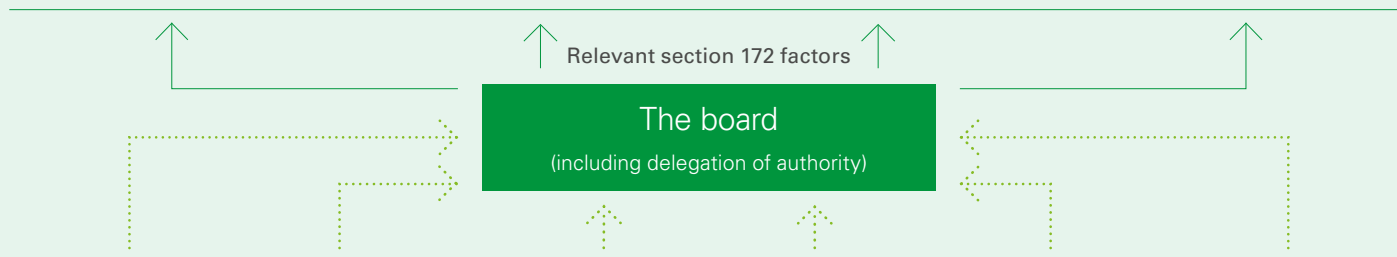 Relevant section 172 factors
The board
(including delegation of authority)